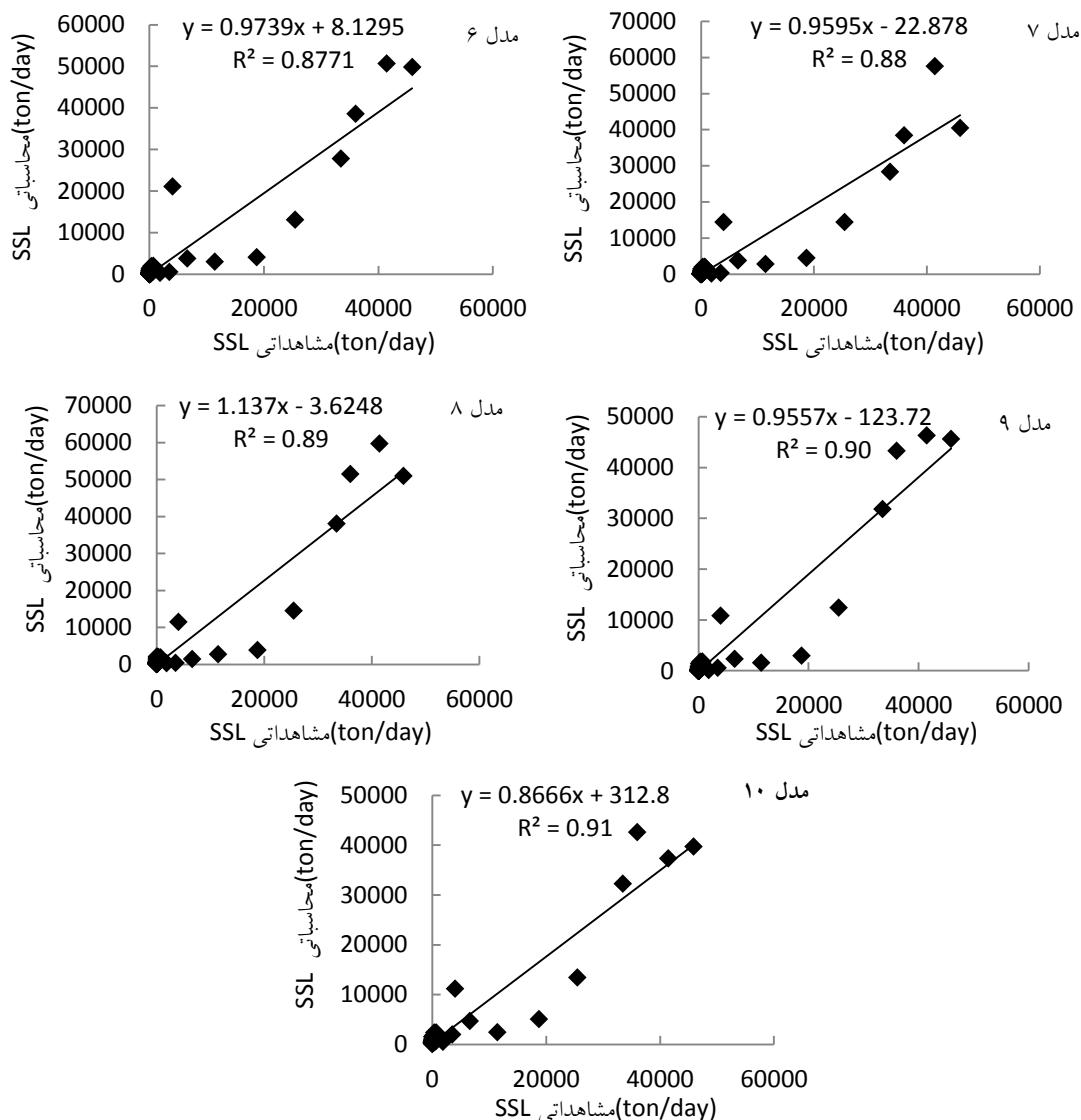 مدل ۶
y = 0.9739x + 8.1295
R² = 0.8771
60000
50000
40000
30000
20000
10000
0
0 20000 40000 60000
SSL محاسباتی(ton/day)
SSL مشاهداتی(ton/day)
مدل ۷
y = 0.9595x - 22.878
R² = 0.88
70000
60000
50000
40000
30000
20000
10000
0
0 20000 40000 60000
SSL محاسباتی(ton/day)
SSL مشاهداتی(ton/day)
مدل ۸
y = 1.137x - 3.6248
R² = 0.89
70000
60000
50000
40000
30000
20000
10000
0
0 20000 40000 60000
SSL محاسباتی(ton/day)
SSL مشاهداتی(ton/day)
مدل ۹
y = 0.9557x - 123.72
R² = 0.90
50000
40000
30000
20000
10000
0
0 20000 40000 60000
SSL محاسباتی(ton/day)
SSL مشاهداتی(ton/day)
مدل ۱۰
y = 0.8666x + 312.8
R² = 0.91
50000
40000
30000
20000
10000
0
0 20000 40000 60000
SSL محاسباتی(ton/day)
SSL مشاهداتی(ton/day)